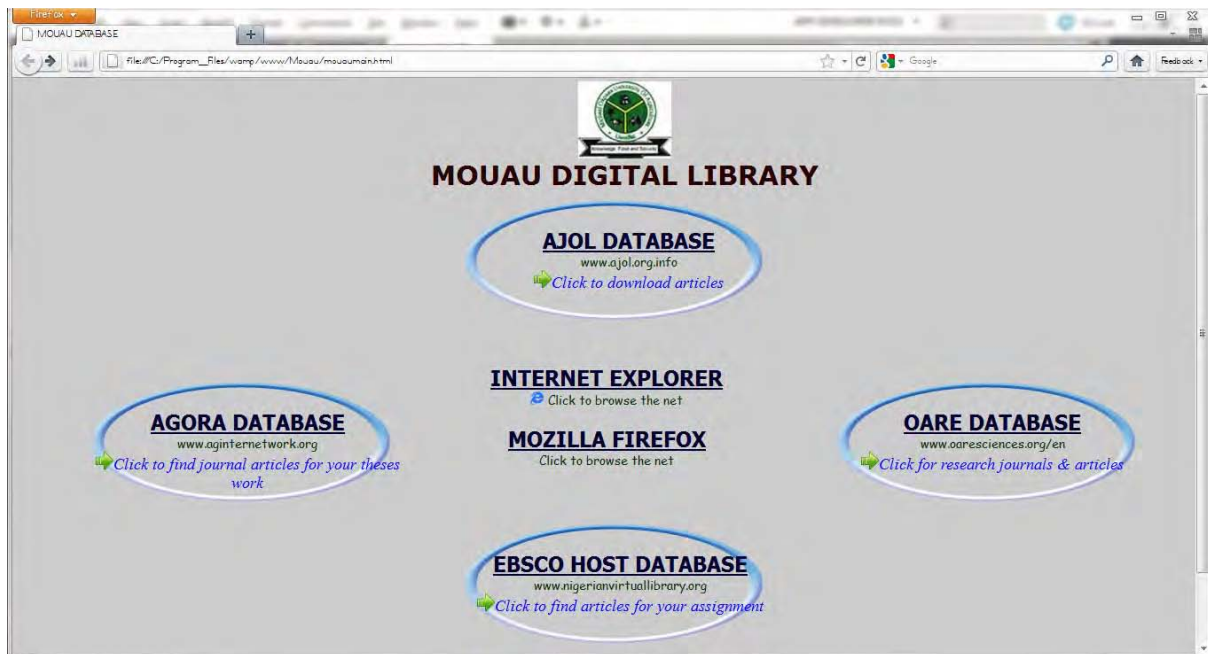 Firefox
MOUAU DATABASE
file:///C:/Program_Files/wamp/www/Mouau/mouaumain.html
Google
Feedback
MOUAU DIGITAL LIBRARY
AJOL DATABASE
www.ajol.org.info
Click to download articles
INTERNET EXPLORER
Click to browse the net
MOZILLA FIREFOX
Click to browse the net
AGORA DATABASE
www.aginternetwork.org
Click to find journal articles for your theses
work
OARE DATABASE
www.oaresciences.org/en
Click for research journals & articles
EBSCO HOST DATABASE
www.nigerianvirtuallibrary.org
Click to find articles for your assignment